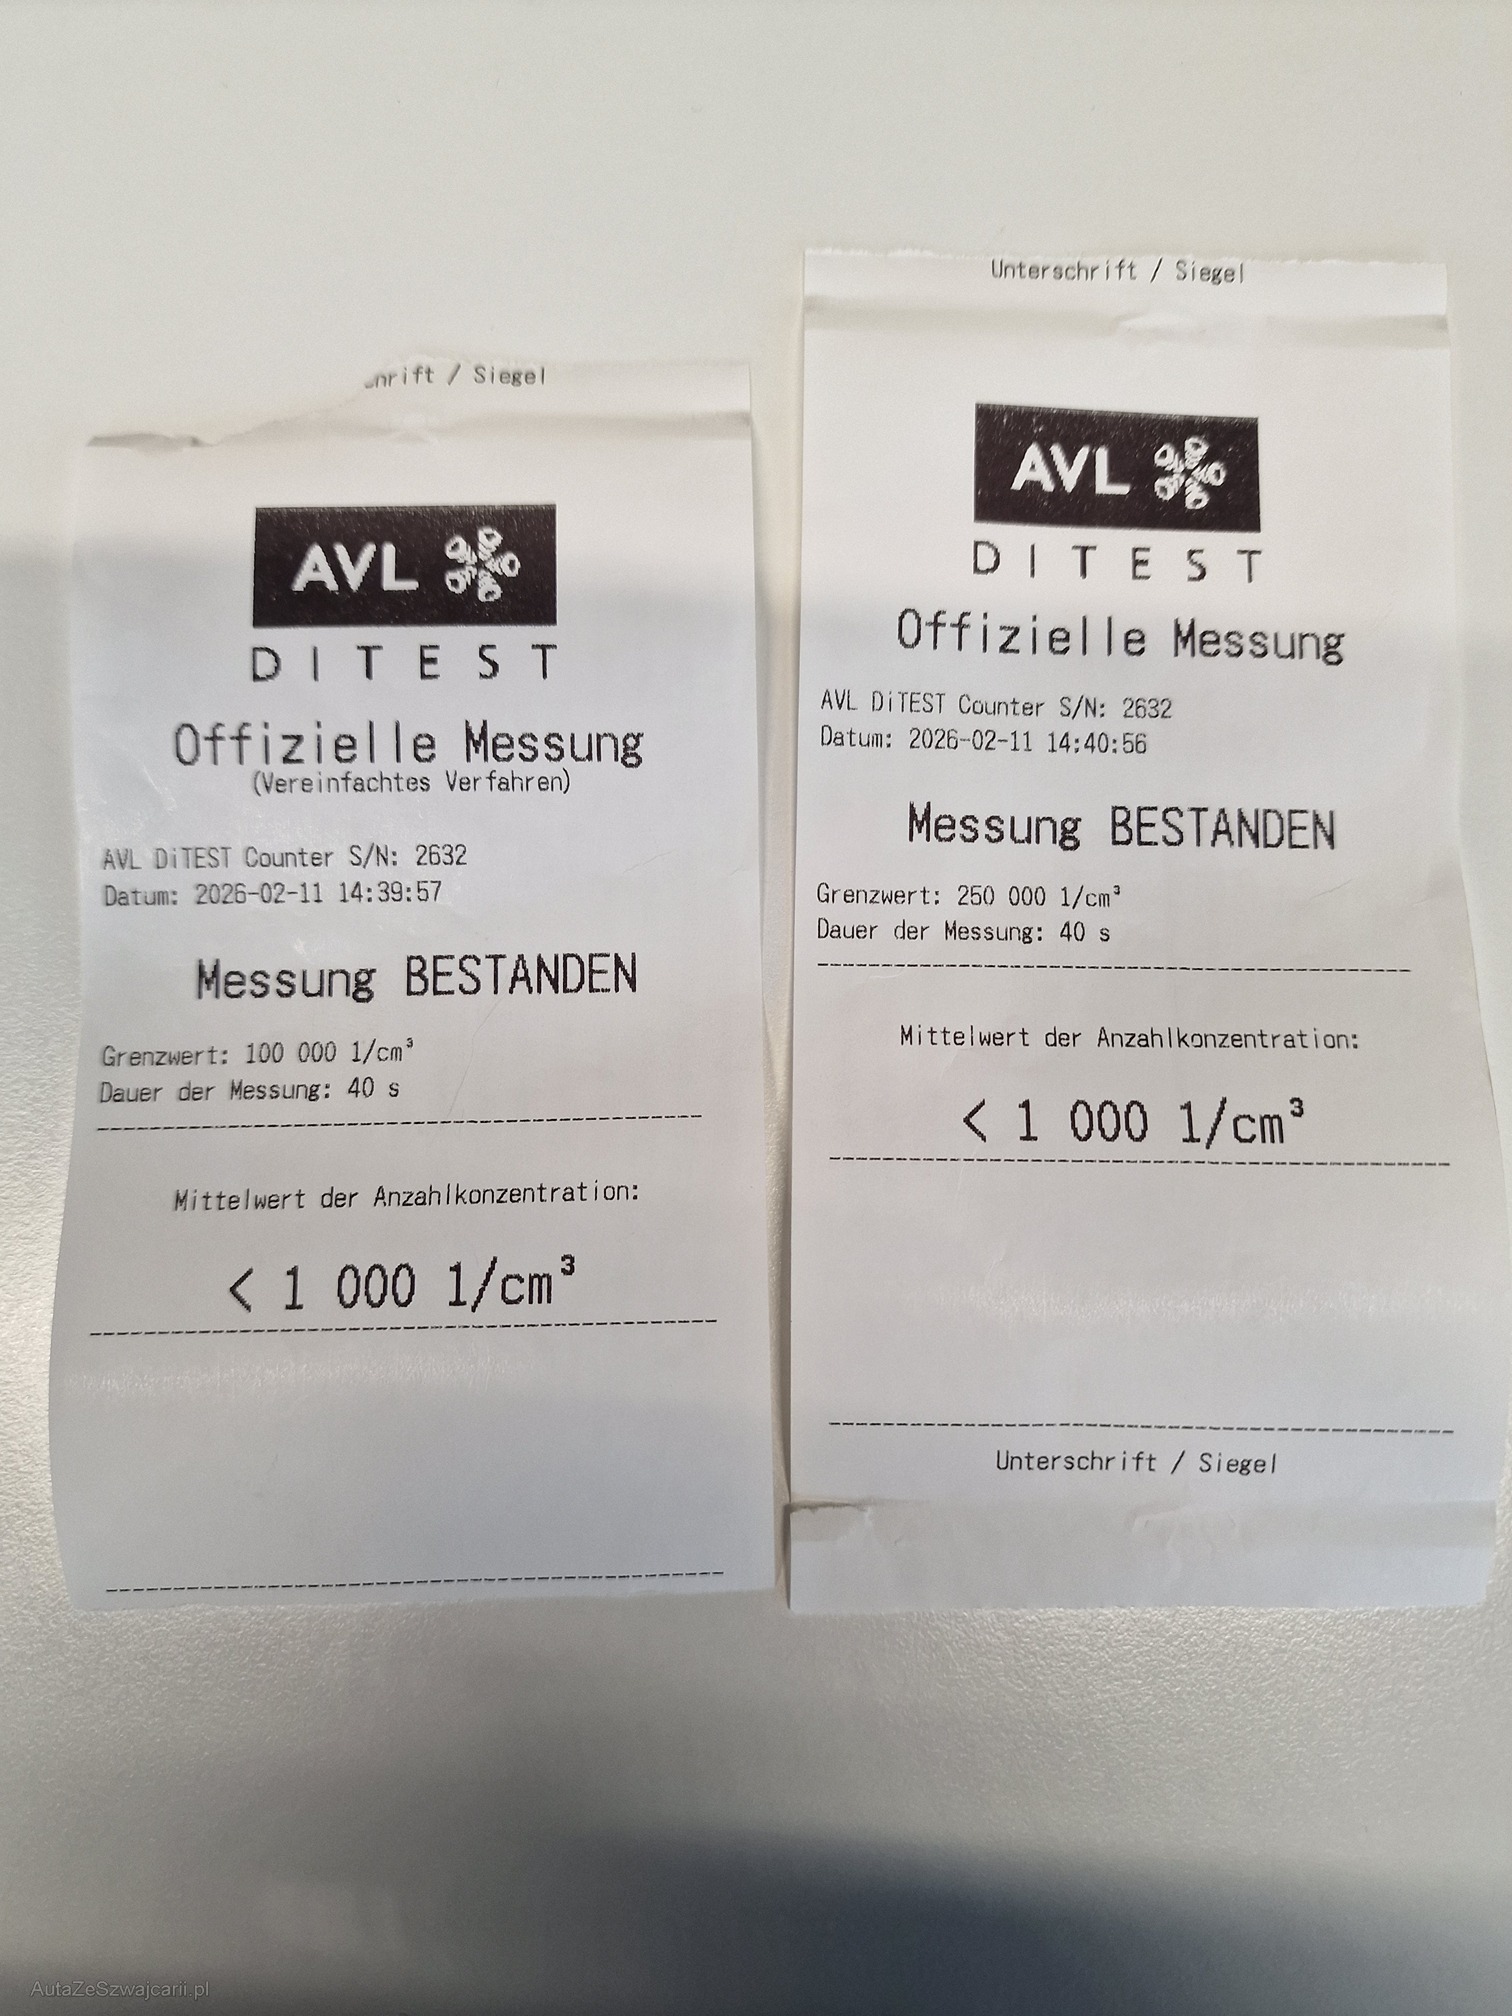 / Siegel
AVL
DITEST
Offizielle Messung
(Vereinfachtes Verfahren)
AVL DiTEST Counter S/N: 2632
Datum: 2026-02-11 14:39:57
Messung BESTANDEN
Grenzwert: 100 000 1/cm³
Dauer der Messung: 40 s
Mittelwert der Anzahlkonzentration:
< 1 000 1/cm³
Unterschrift / Siegel
AVL
DITEST
Offizielle Messung
AVL DiTEST Counter S/N: 2632
Datum: 2026-02-11 14:40:56
Messung BESTANDEN
Grenzwert: 250 000 1/cm³
Dauer der Messung: 40 s
Mittelwert der Anzahlkonzentration:
< 1 000 1/cm³
Unterschrift / Siegel
AutaZeSzwajcarii.pl